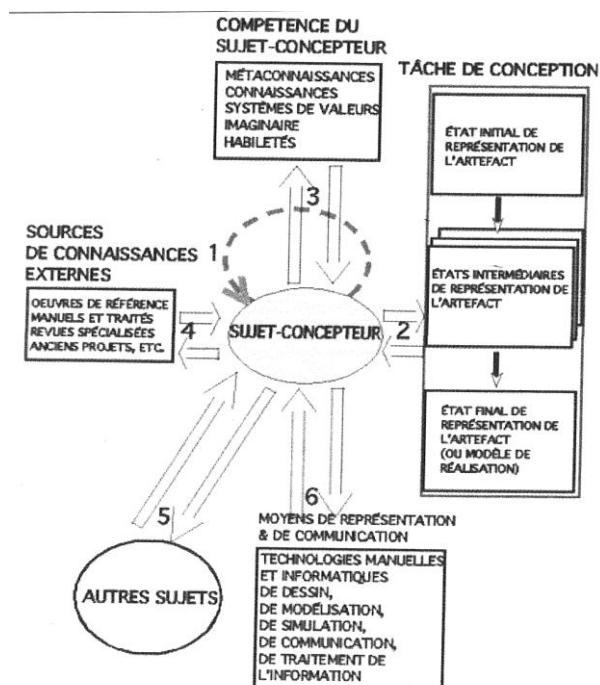 COMPETENCE DU
SUJET-CONCEPTEUR
MÉTACONNAISSANCES
CONNAISSANCES
SYSTÈMES DE VALEURS
IMAGINAIRE
HABILETÉS
TÂCHE DE CONCEPTION
ÉTAT INITIAL DE
REPRÉSENTATION DE
L'ARTEFACT
3
1
SOURCES
DE CONNAISSANCES
EXTERNES
OEUVRES DE RÉFÉRENCE
MANUELS ET TRAITÉS
REVUES SPÉCIALISÉES
ANCIENS PROJETS, ETC.
4
SUJET-CONCEPTEUR
2
ÉTATS INTERMÉDIAIRES
DE REPRÉSENTATION DE
L'ARTEFACT
ÉTAT FINAL DE
REPRÉSENTATION DE
L'ARTEFACT
(OU MODÈLE DE
RÉALISATION)
5
AUTRES SUJETS
6
MOYENS DE REPRÉSENTATION
& DE COMMUNICATION
TECHNOLOGIES MANUELLES
ET INFORMATIQUES
DE DESSIN,
DE MODÉLISATION,
DE SIMULATION,
DE COMMUNICATION,
DE TRAITEMENT DE
L'INFORMATION